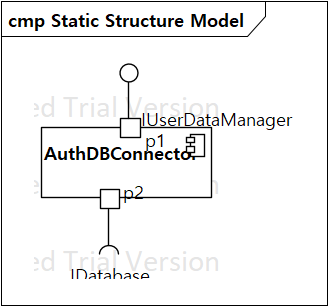 cmp Static Structure Model
ed Trial Version
IUserDataManager
p1
AuthDBConnecto
p2
ed Trial Version
IDatabase